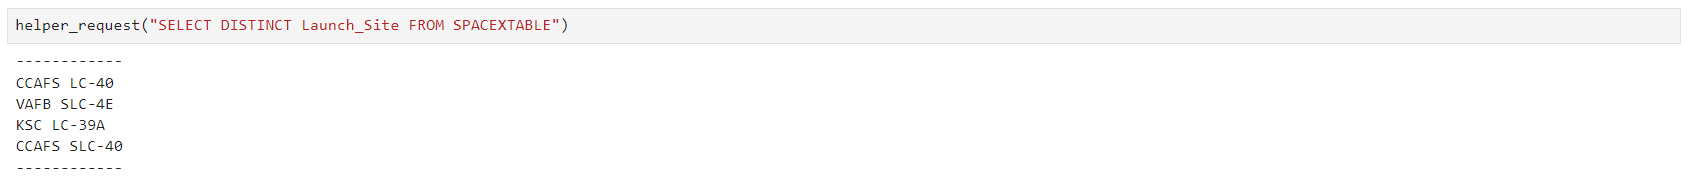 helper_request("SELECT DISTINCT Launch_Site FROM SPACEXTABLE")
------------
CCAFS LC-40
VAFB SLC-4E
KSC LC-39A
CCAFS SLC-40
------------